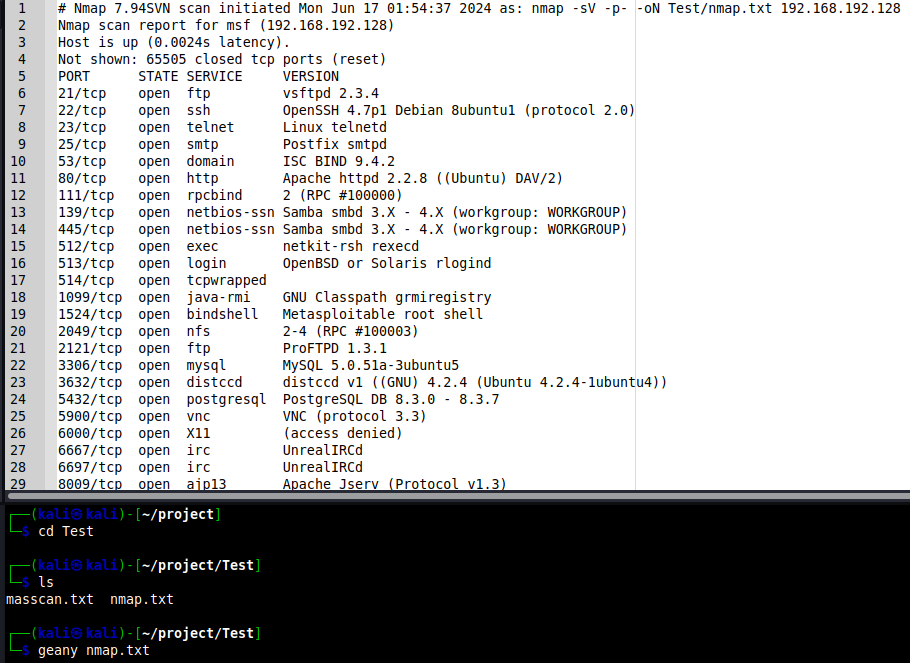 1 # Nmap 7.94SVN scan initiated Mon Jun 17 01:54:37 2024 as: nmap -sV -p- -oN Test/nmap.txt 192.168.192.128
2 Nmap scan report for msf (192.168.192.128)
3 Host is up (0.0024s latency).
4 Not shown: 65505 closed tcp ports (reset)
5 PORT     STATE SERVICE     VERSION
6 21/tcp   open  ftp         vsftpd 2.3.4
7 22/tcp   open  ssh         OpenSSH 4.7p1 Debian 8ubuntu1 (protocol 2.0)
8 23/tcp   open  telnet      Linux telnetd
9 25/tcp   open  smtp        Postfix smtpd
10 53/tcp   open  domain      ISC BIND 9.4.2
11 80/tcp   open  http        Apache httpd 2.2.8 ((Ubuntu) DAV/2)
12 111/tcp  open  rpcbind     2 (RPC #100000)
13 139/tcp  open  netbios-ssn Samba smbd 3.X - 4.X (workgroup: WORKGROUP)
14 445/tcp  open  netbios-ssn Samba smbd 3.X - 4.X (workgroup: WORKGROUP)
15 512/tcp  open  exec        netkit-rsh rexecd
16 513/tcp  open  login       OpenBSD or Solaris rlogind
17 514/tcp  open  tcpwrapped
18 1099/tcp open  java-rmi    GNU Classpath grmiregistry
19 1524/tcp open  bindshell   Metasploitable root shell
20 2049/tcp open  nfs         2-4 (RPC #100003)
21 2121/tcp open  ftp         ProFTPD 1.3.1
22 3306/tcp open  mysql       MySQL 5.0.51a-3ubuntu5
23 3632/tcp open  distccd     distccd v1 ((GNU) 4.2.4 (Ubuntu 4.2.4-1ubuntu4))
24 5432/tcp open  postgresql  PostgreSQL DB 8.3.0 - 8.3.7
25 5900/tcp open  vnc         VNC (protocol 3.3)
26 6000/tcp open  X11         (access denied)
27 6667/tcp open  irc         UnrealIRCd
28 6697/tcp open  irc         UnrealIRCd
29 8009/tcp open  ajp13       Apache Jserv (Protocol v1.3)
┌──(kali㉿kali)-[~/project]
└─$ cd Test
┌──(kali㉿kali)-[~/project/Test]
└─$ ls
masscan.txt  nmap.txt
┌──(kali㉿kali)-[~/project/Test]
└─$ geany nmap.txt